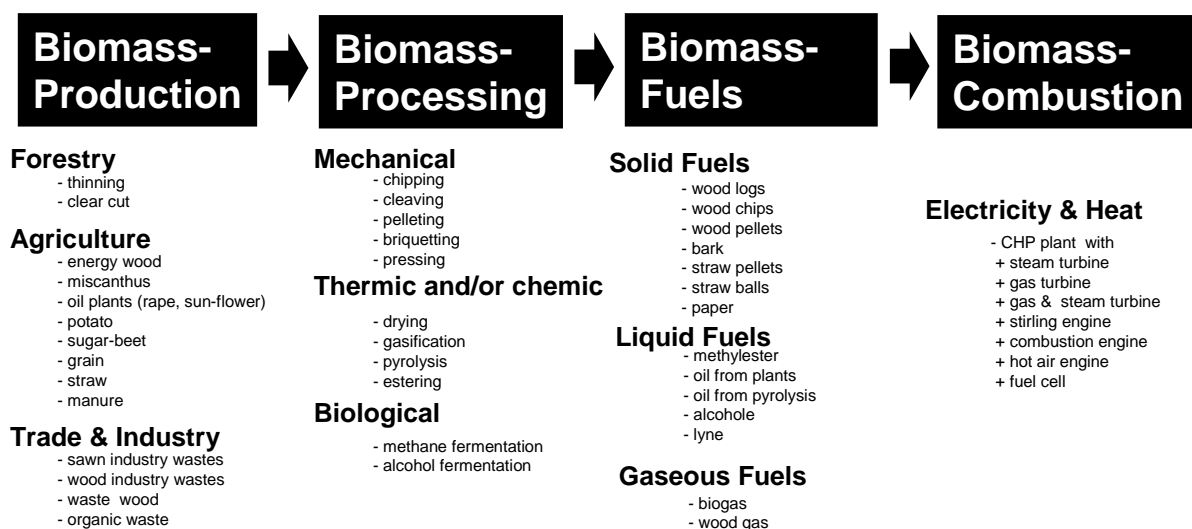 Biomass-
Production
Biomass-
Processing
Biomass-
Fuels
Biomass-
Combustion
Forestry
- thinning
- clear cut
Agriculture
- energy wood
- miscanthus
- oil plants (rape, sun-flower)
- potato
- sugar-beet
- grain
- straw
- manure
Trade & Industry
- sawn industry wastes
- wood industry wastes
- waste wood
- organic waste
Mechanical
- chipping
- cleaving
- pelleting
- briquetting
- pressing
Thermic and/or chemic
- drying
- gasification
- pyrolysis
- estering
Biological
- methane fermentation
- alcohol fermentation
Solid Fuels
- wood logs
- wood chips
- wood pellets
- bark
- straw pellets
- straw balls
- paper
Liquid Fuels
- methylester
- oil from plants
- oil from pyrolysis
- alcohole
- lyne
Gaseous Fuels
- biogas
- wood gas
Electricity & Heat
- CHP plant with
+ steam turbine
+ gas turbine
+ gas & steam turbine
+ stirling engine
+ combustion engine
+ hot air engine
+ fuel cell